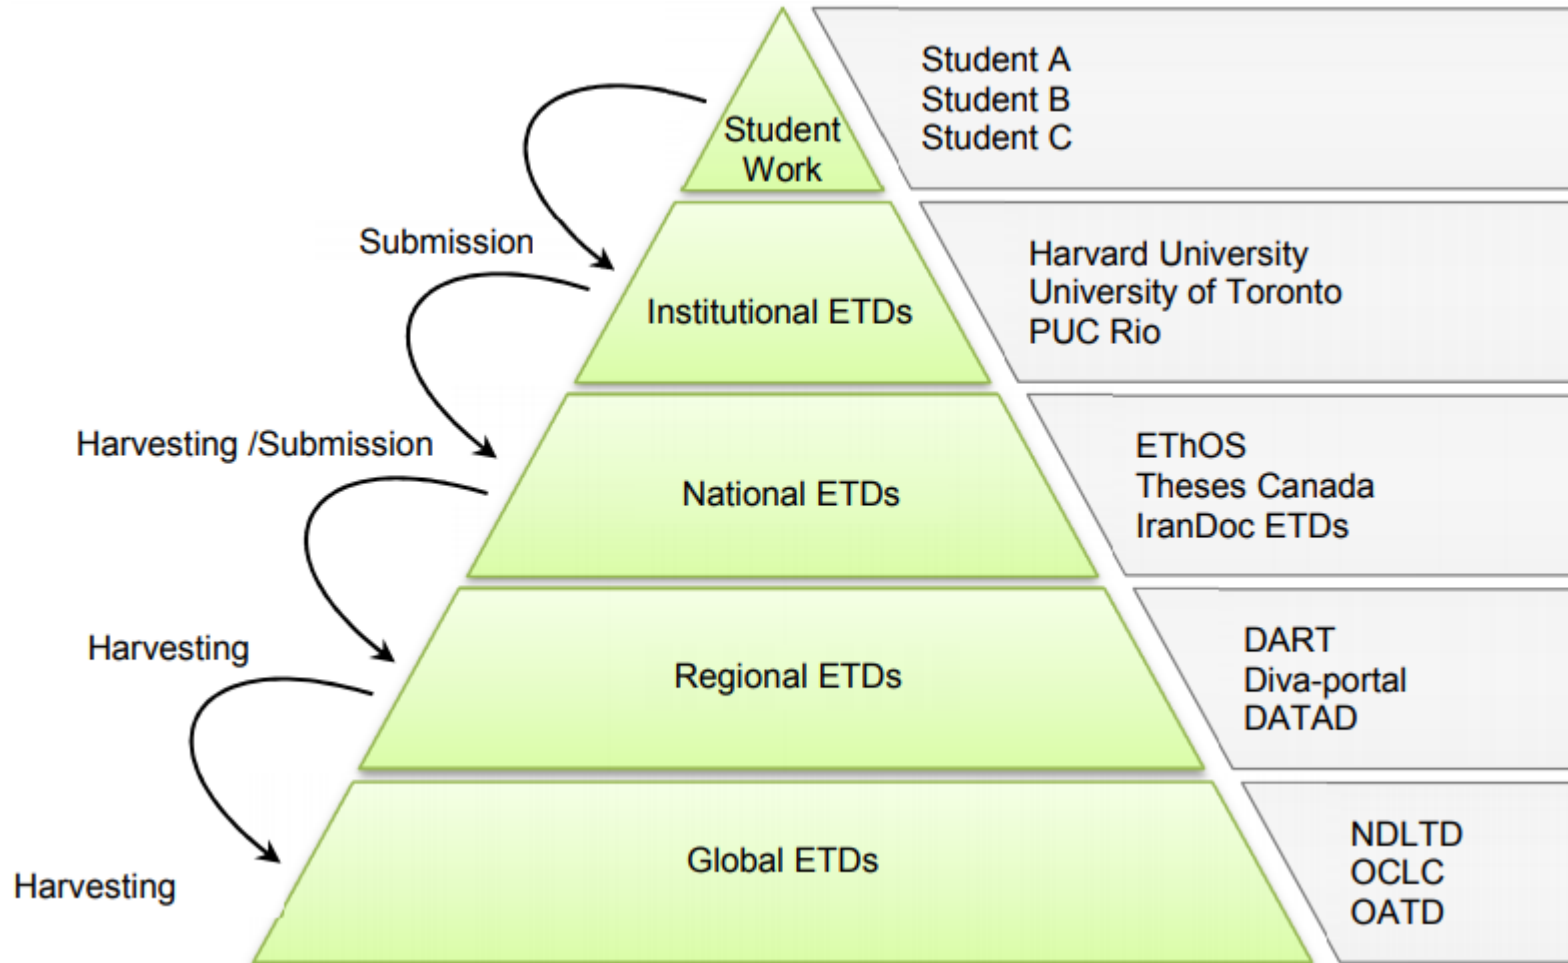 Student A
Student B
Student C
Student
Work
Submission
Harvard University
University of Toronto
PUC Rio
Institutional ETDs
Harvesting /Submission
EThOS
Theses Canada
IranDoc ETDs
National ETDs
Harvesting
DART
Diva-portal
DATAD
Regional ETDs
Harvesting
NDLTD
OCLC
OATD
Global ETDs